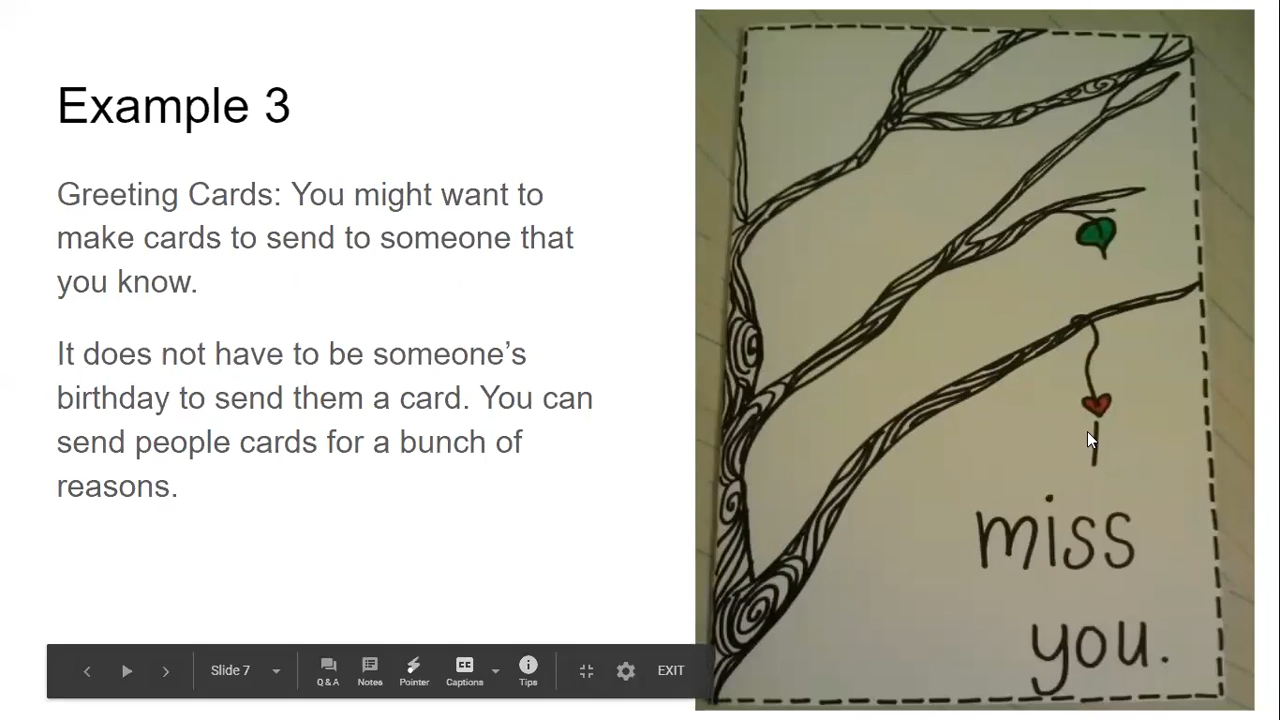 Example 3
Greeting Cards: You might want to
make cards to send to someone that
you know.
It does not have to be someone’s
birthday to send them a card. You can
send people cards for a bunch of
reasons.
I
miss
you.
Slide 7
Q & A
Notes
Pointer
CC
Captions
Tips
EXIT